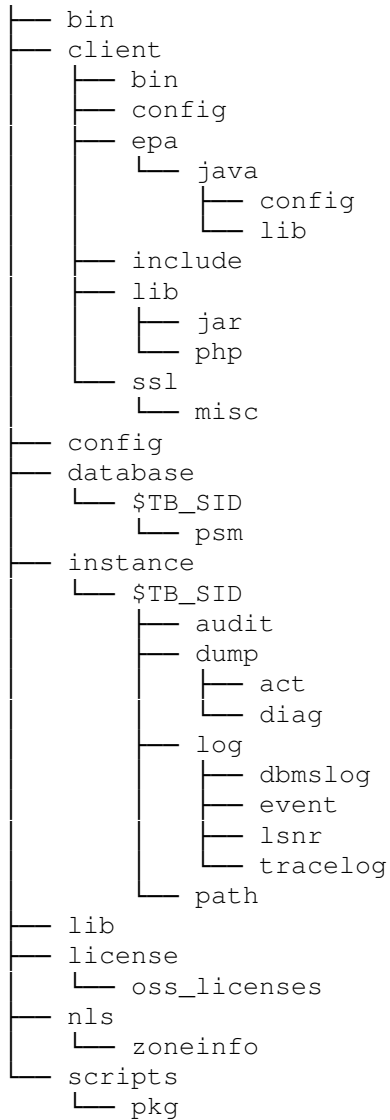 ├── bin
├── client
│   ├── bin
│   ├── config
│   ├── epa
│   │   └── java
│   │       ├── config
│   │       └── lib
│   ├── include
│   ├── lib
│   │   ├── jar
│   │   └── php
│   └── ssl
│       └── misc
├── config
├── database
│   └── $TB_SID
│       └── psm
├── instance
│   └── $TB_SID
│       ├── audit
│       ├── dump
│       │   ├── act
│       │   └── diag
│       ├── log
│       │   ├── dbmslog
│       │   ├── event
│       │   ├── lsnr
│       │   └── tracelog
│       └── path
├── lib
├── license
│   └── oss_licenses
├── nls
│   └── zoneinfo
└── scripts
    └── pkg